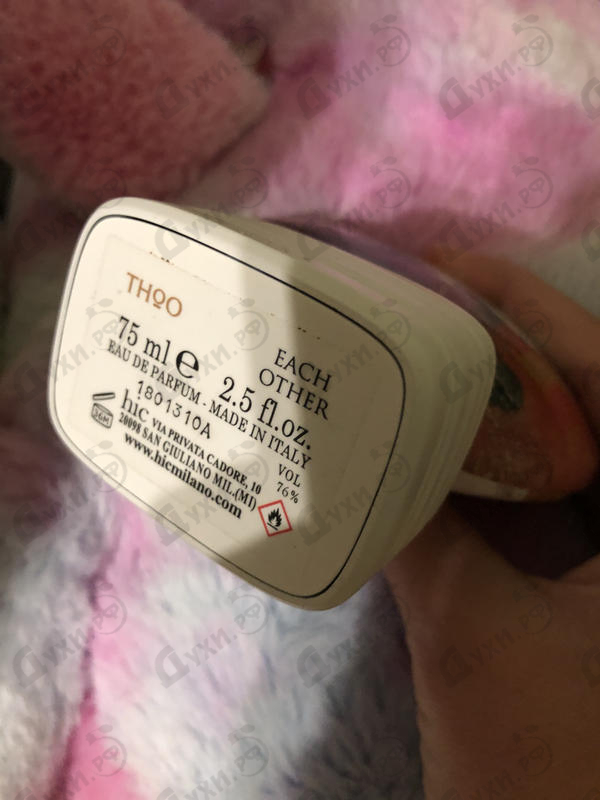 THOO
EACH
OTHER
75 ml e 2.5 fl.oz.
EAU DE PARFUM - MADE IN ITALY
1801310A
VOL
76%
36M
hic VIA PRIVATA CADORE, 10
20098 SAN GIULIANO MIL.(MI)
www.hicmilano.com
Духи.РФ